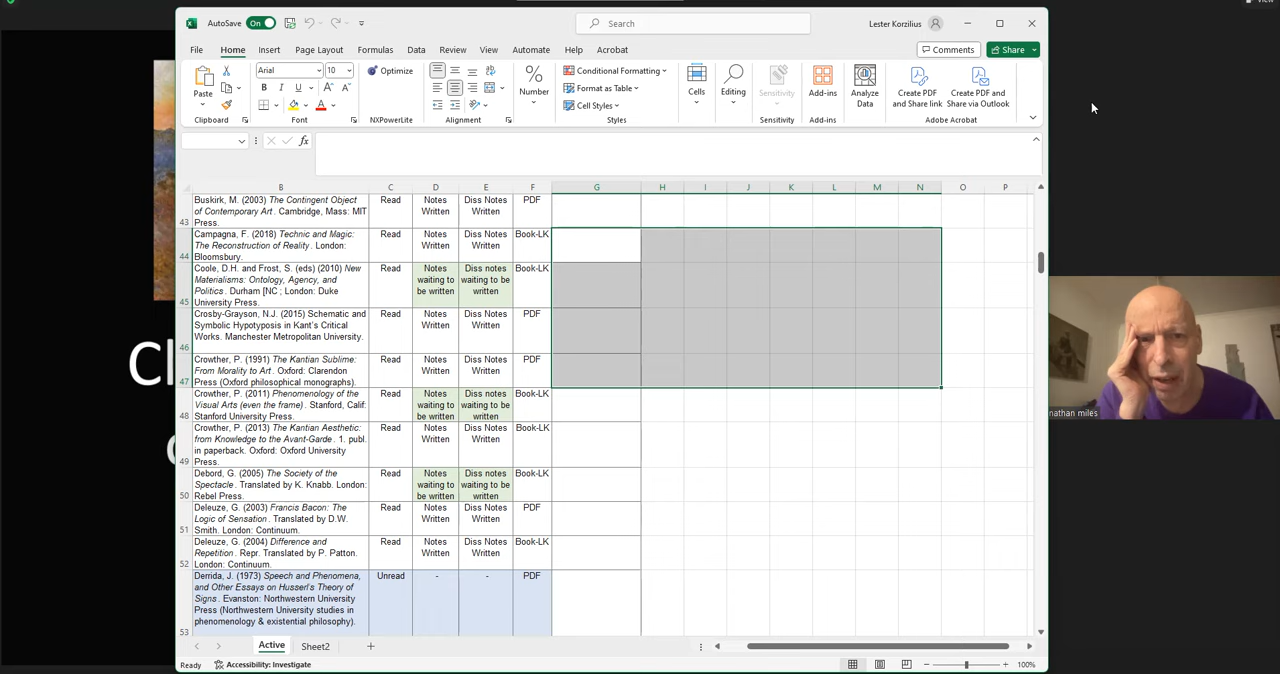 View
AutoSave On
Search
Lester Korzilius
File Home Insert Page Layout Formulas Data Review View Automate Help Acrobat
Comments Share
Paste
Clipboard
Arial 10
B I U A A
Font
Optimize
NXPowerLite
Alignment
%
Number
Conditional Formatting
Format as Table
Cell Styles
Styles
Cells
Editing
Sensitivity
Sensitivity
Add-ins
Add-ins
Analyze
Data
Create PDF
and Share link
Create PDF and
Share via Outlook
Adobe Acrobat
fx
B C D E F G H I J K L M N O P
43
Buskirk, M. (2003) The Contingent Object
of Contemporary Art. Cambridge, Mass: MIT
Press.
Read
Notes
Written
Diss Notes
Written
PDF
44
Campagna, F. (2018) Technic and Magic:
The Reconstruction of Reality. London:
Bloomsbury.
Read
Notes
Written
Diss Notes
Written
Book-LK
45
Coole, D.H. and Frost, S. (eds) (2010) New
Materialisms: Ontology, Agency, and
Politics. Durham [NC ; London: Duke
University Press.
Read
Notes
waiting to
be written
Diss notes
waiting to be
written
Book-LK
46
Crosby-Grayson, N.J. (2015) Schematic and
Symbolic Hypotyposis in Kant's Critical
Works. Manchester Metropolitan University.
Read
Notes
Written
Diss Notes
Written
PDF
47
Crowther, P. (1991) The Kantian Sublime:
From Morality to Art. Oxford: Clarendon
Press (Oxford philosophical monographs).
Read
Notes
Written
Diss Notes
Written
PDF
48
Crowther, P. (2011) Phenomenology of the
Visual Arts (even the frame). Stanford, Calif:
Stanford University Press.
Read
Notes
waiting to
be written
Diss Notes
waiting to be
written
Book-LK
49
Crowther, P. (2013) The Kantian Aesthetic:
from Knowledge to the Avant-Garde. 1. publ.
in paperback. Oxford: Oxford University
Press.
Read
Notes
Written
Diss Notes
Written
Book-LK
50
Debord, G. (2005) The Society of the
Spectacle. Translated by K. Knabb. London:
Rebel Press.
Read
Notes
waiting to
be written
Diss notes
waiting to be
written
Book-LK
51
Deleuze, G. (2003) Francis Bacon: The
Logic of Sensation. Translated by D.W.
Smith. London: Continuum.
Read
Notes
Written
Diss Notes
Written
PDF
52
Deleuze, G. (2004) Difference and
Repetition. Repr. Translated by P. Patton.
London: Continuum.
Read
Notes
Written
Diss Notes
Written
Book-LK
53
Derrida, J. (1973) Speech and Phenomena,
and Other Essays on Husserl's Theory of
Signs. Evanston: Northwestern University
Press (Northwestern University studies in
phenomenology & existential philosophy).
Unread
-
-
PDF
Active Sheet2
Ready Accessibility: Investigate
100%
nathan miles